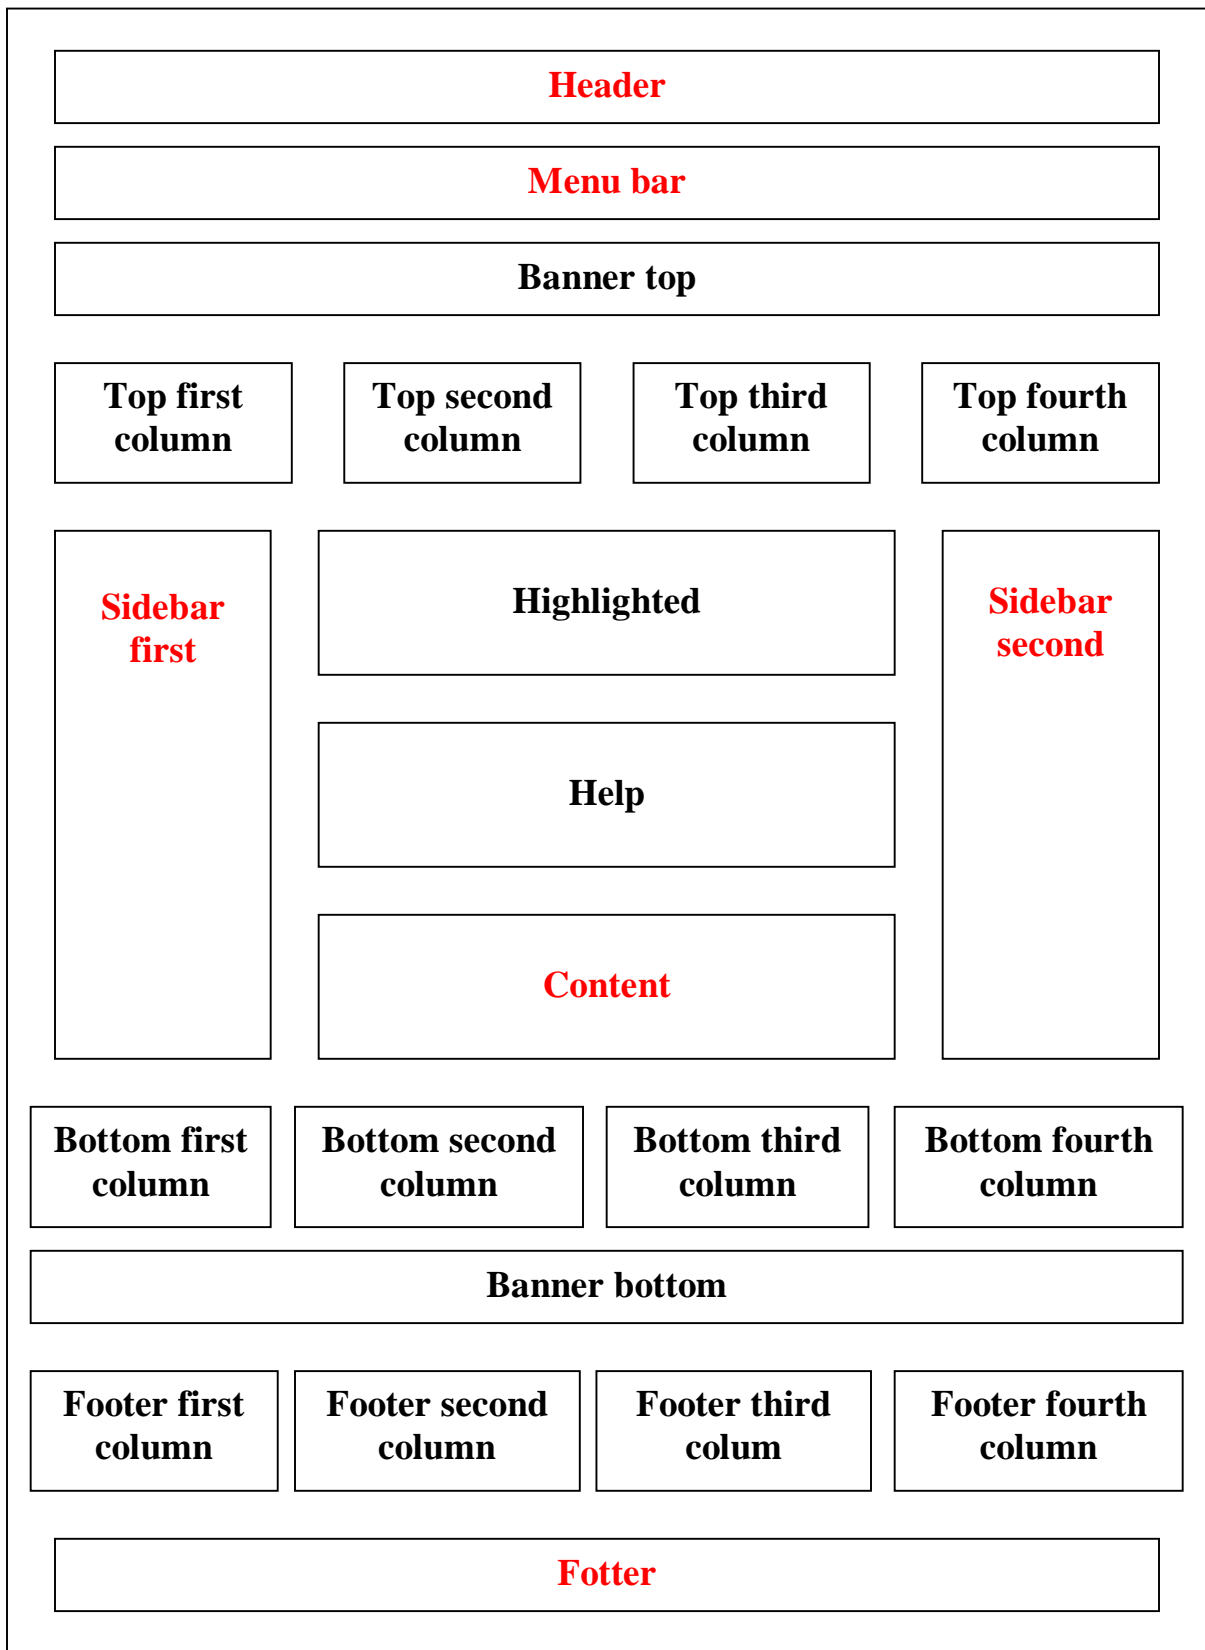 Header
Menu bar
Banner top
Top first
column
Top second
column
Top third
column
Top fourth
column
Sidebar
first
Highlighted
Help
Content
Sidebar
second
Bottom first
column
Bottom second
column
Bottom third
column
Bottom fourth
column
Banner bottom
Footer first
column
Footer second
column
Footer third
colum
Footer fourth
column
Fotter